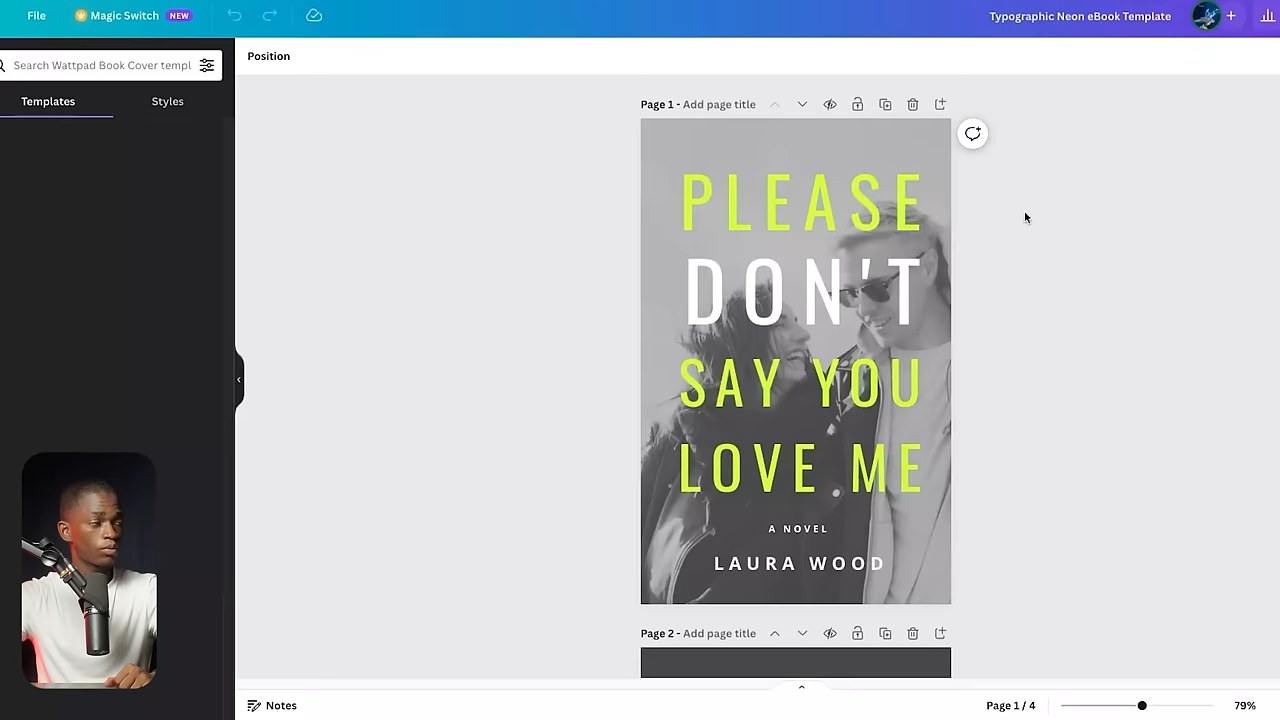 File
Magic Switch NEW
Typographic Neon eBook Template
Search Wattpad Book Cover templ
Templates
Styles
Position
Page 1 - Add page title
PLEASE
DON'T
SAY YOU
LOVE ME
A NOVEL
LAURA WOOD
Page 2 - Add page title
Notes
Page 1 / 4
79%